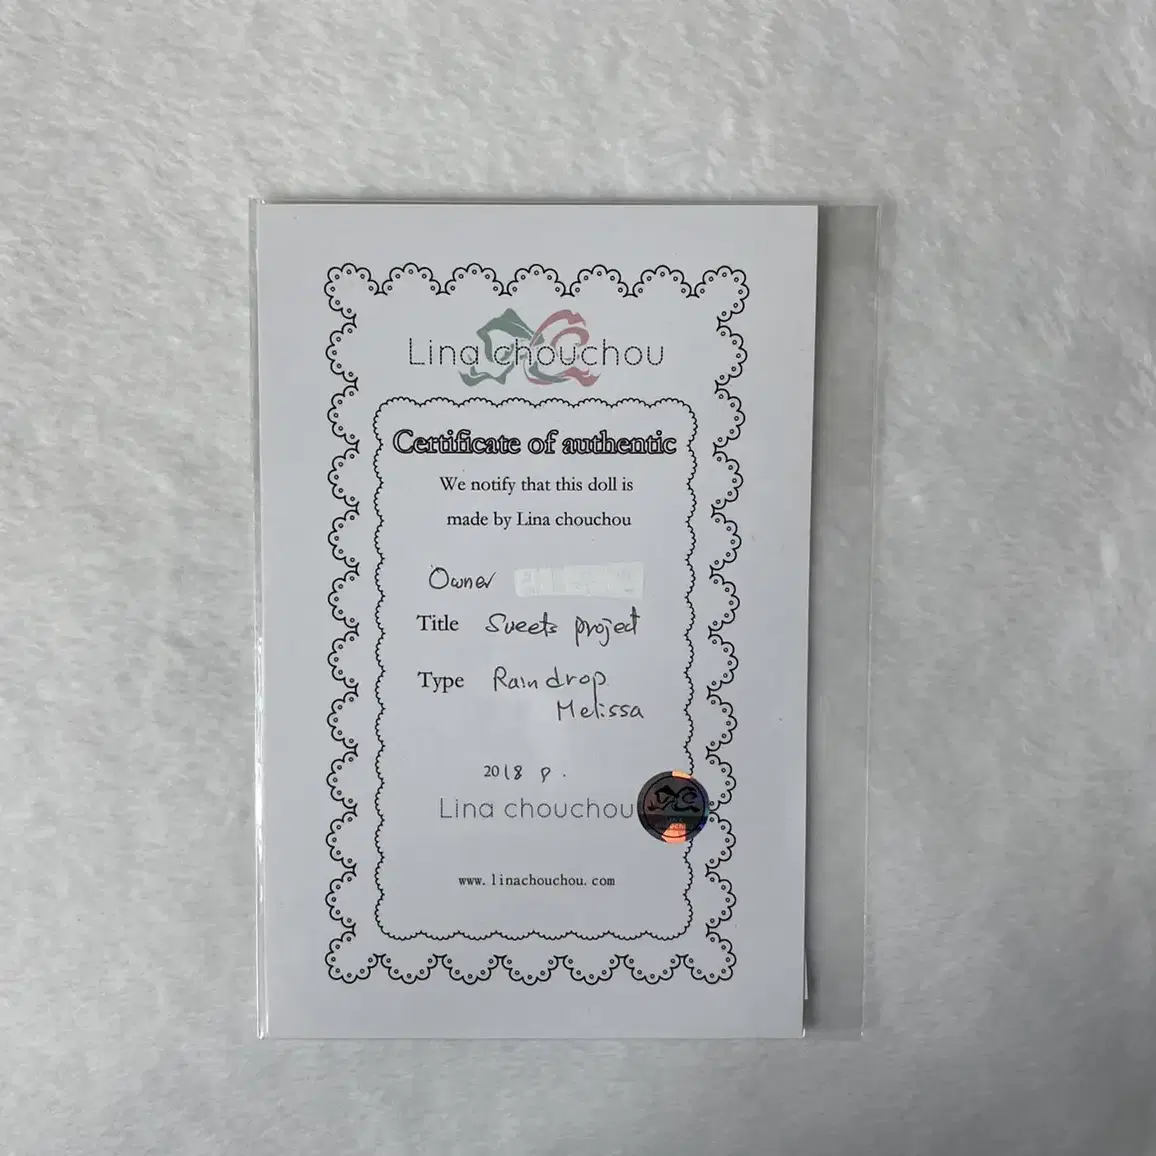 Lina chouchou
Certificate of authentic
We notify that this doll is
made by Lina chouchou
Owner
Title Sweets project
Type Raindrop
Melissa
2018 8.
Lina chouchou
www.linachouchou.com